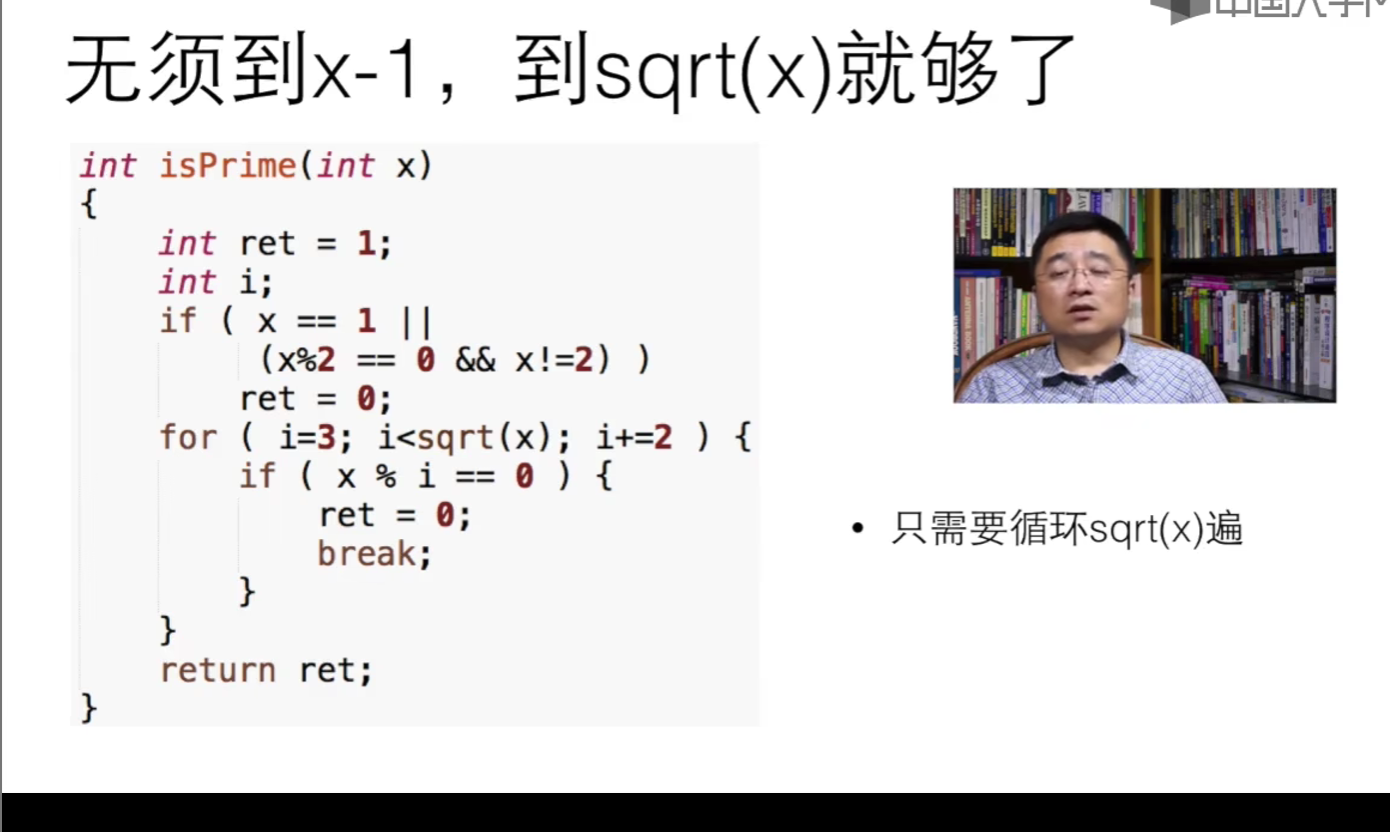 无须到x-1，到sqrt(x)就够了
int isPrime(int x)
{
int ret = 1;
int i;
if ( x == 1 ||
(x%2 == 0 && x!=2) )
ret = 0;
for ( i=3; i<sqrt(x); i+=2 ) {
if ( x % i == 0 ) {
ret = 0;
break;
}
}
return ret;
}
• 只需要循环sqrt(x)遍